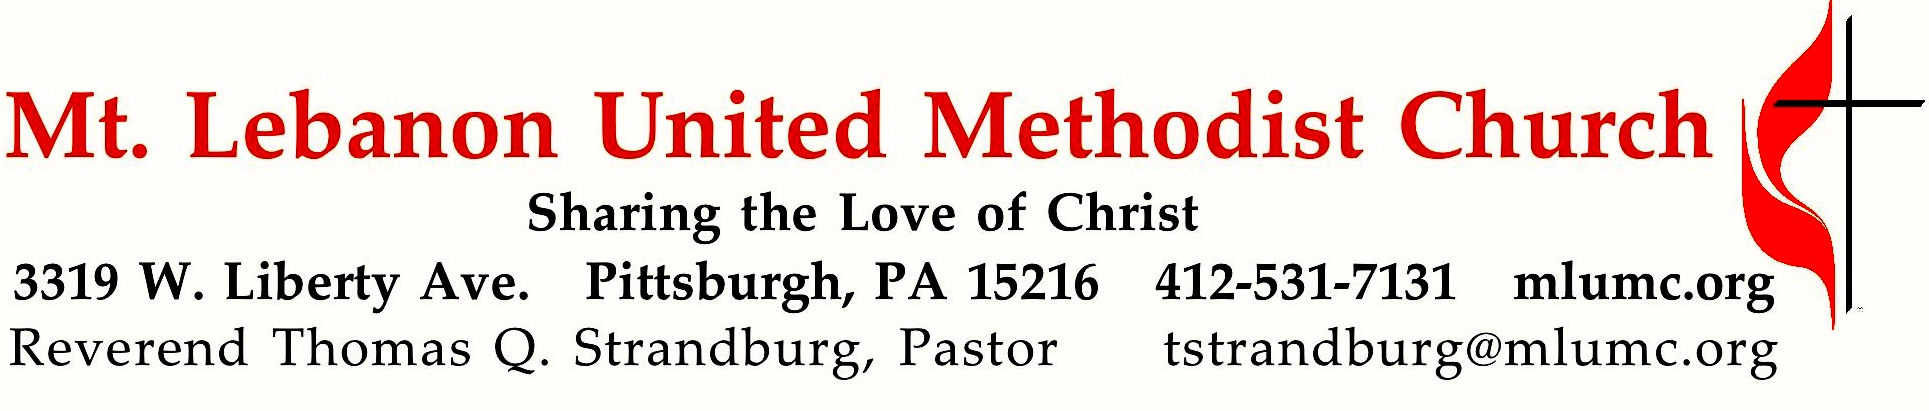 Mt. Lebanon United Methodist Church
Sharing the Love of Christ
3319 W. Liberty Ave. Pittsburgh, PA 15216 412-531-7131 mlumc.org
Reverend Thomas Q. Strandburg, Pastor tstrandburg@mlumc.org